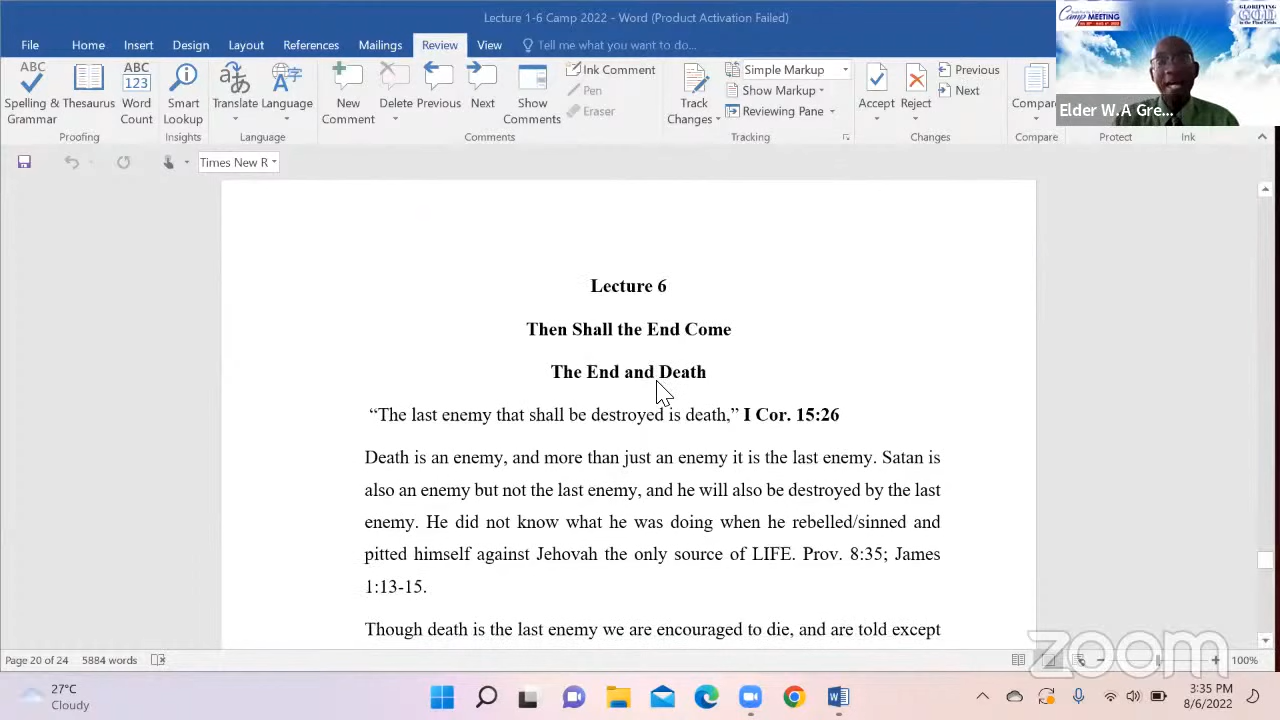 Lecture 1-6 Camp 2022 - Word (Product Activation Failed)
File Home Insert Design Layout References Mailings Review View Tell me what you want to do...
ABC Spelling & Grammar
Thesaurus
ABC 123 Word Count
Smart Lookup
Translate
Language
New Comment
Delete
Previous
Next
Show Comments
Ink Comment
Pen
Eraser
Track Changes
Simple Markup
Show Markup
Reviewing Pane
Accept
Reject
Previous
Next
Compar
Proofing Insights Language Comments Tracking Changes Compare Protect Ink
Camp MEETING
GLORIFYING
Elder W.A Gre...
Times New R
Lecture 6
Then Shall the End Come
The End and Death
“The last enemy that shall be destroyed is death,” I Cor. 15:26
Death is an enemy, and more than just an enemy it is the last enemy. Satan is
also an enemy but not the last enemy, and he will also be destroyed by the last
enemy. He did not know what he was doing when he rebelled/sinned and
pitted himself against Jehovah the only source of LIFE. Prov. 8:35; James
1:13-15.
Though death is the last enemy we are encouraged to die, and are told except
zoom
Page 20 of 24 5884 words 100%
27°C
Cloudy
3:35 PM
8/6/2022